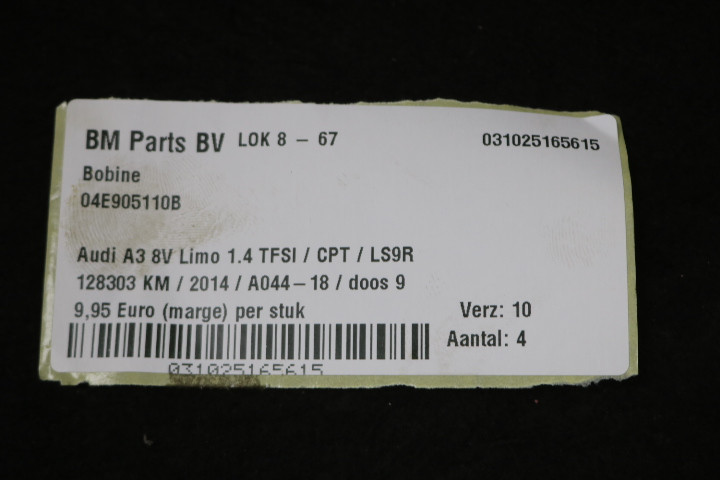 BM Parts BV LOK 8 - 67 031025165615
Bobine
04E905110B
Audi A3 8V Limo 1.4 TFSI / CPT / LS9R
128303 KM / 2014 / A044-18 / doos 9
9,95 Euro (marge) per stuk Verz: 10
Aantal: 4
031025165615